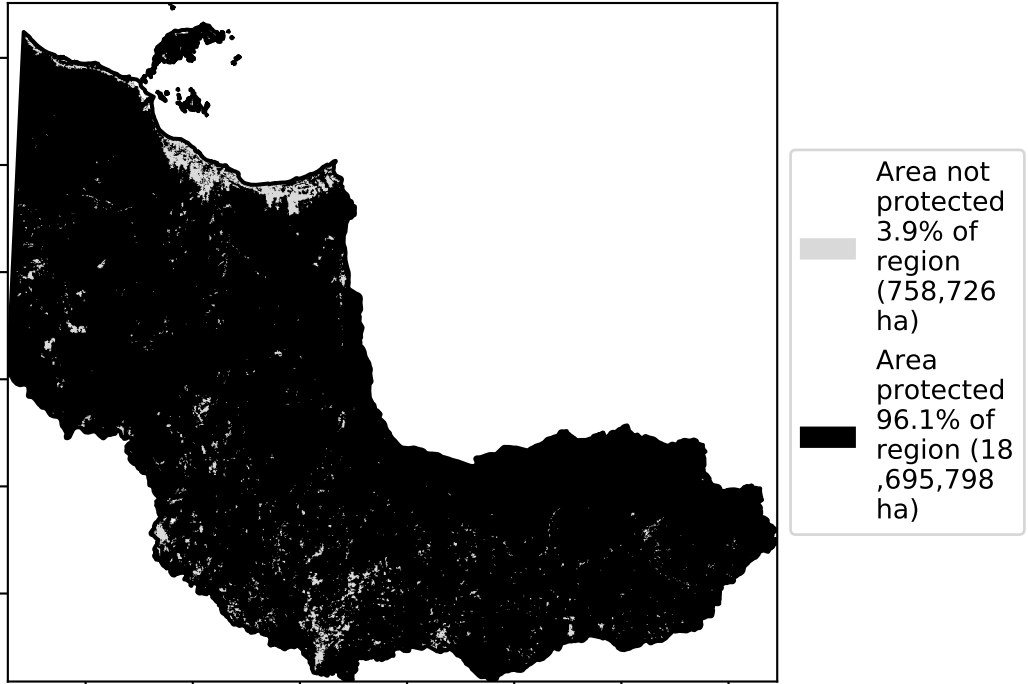 Area not
protected
3.9% of
region
(758,726
ha)
Area
protected
96.1% of
region (18
,695,798
ha)